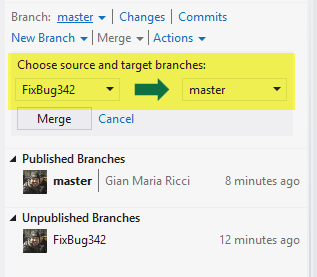 Branch: master | Changes | Commits
New Branch | Merge | Actions
Choose source and target branches:
FixBug342 master
Merge Cancel
Published Branches
master | Gian Maria Ricci 8 minutes ago
Unpublished Branches
FixBug342 12 minutes ago